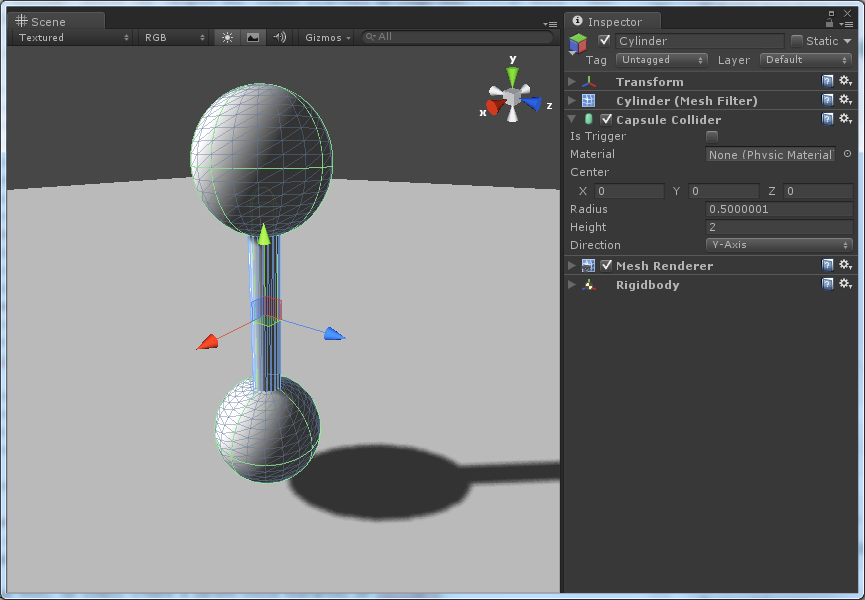 Scene
Inspector
Textured RGB Gizmos All
Cylinder Static
Tag Untagged Layer Default
Transform
Cylinder (Mesh Filter)
Capsule Collider
Is Trigger
Material None (Physic Material
Center
X 0 Y 0 Z 0
Radius 0.5000001
Height 2
Direction Y-Axis
Mesh Renderer
Rigidbody
y
x z